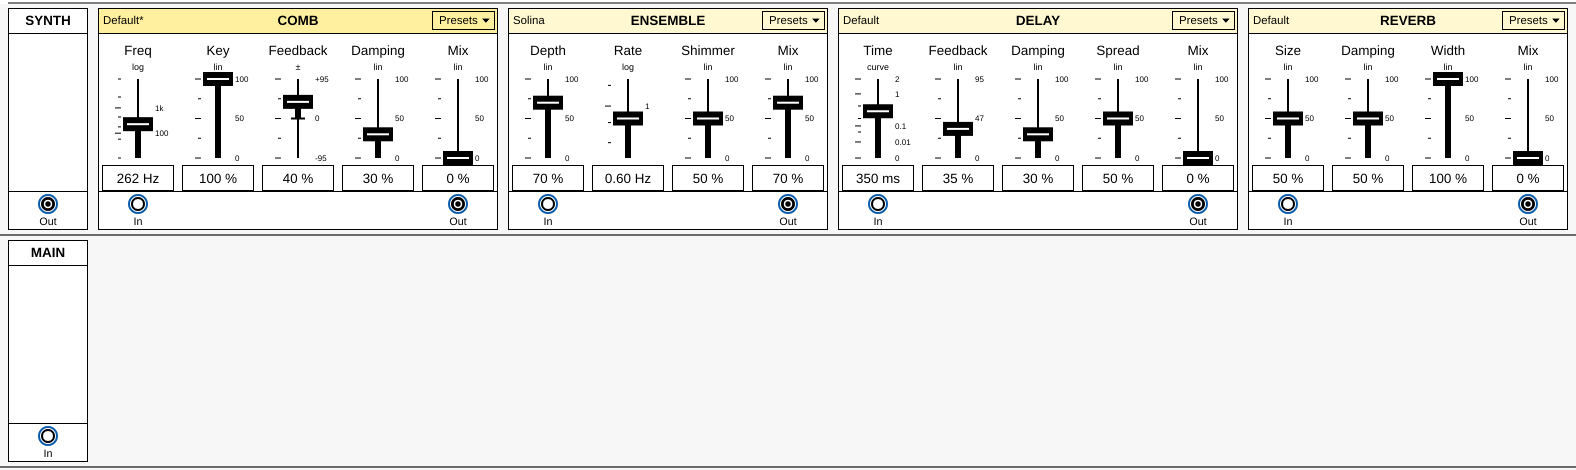 SYNTH
Default* COMB Presets
Solina ENSEMBLE Presets
Default DELAY Presets
Default REVERB Presets
Freq Key Feedback Damping Mix
Depth Rate Shimmer Mix
Time Feedback Damping Spread Mix
Size Damping Width Mix
log lin ± lin lin
lin log lin lin
curve lin lin lin lin
lin lin lin lin
1k 100
100 50 0
+95 0 -95
100 50 0
100 50 0
100 50 0
1
100 50 0
100 50 0
2 1 0.1 0.01 0
95 47 0
100 50 0
100 50 0
100 50 0
100 50 0
100 50 0
100 50 0
100 50 0
262 Hz 100 % 40 % 30 % 0 %
70 % 0.60 Hz 50 % 70 %
350 ms 35 % 30 % 50 % 0 %
50 % 50 % 100 % 0 %
Out
In Out
In Out
In Out
In Out
MAIN
In